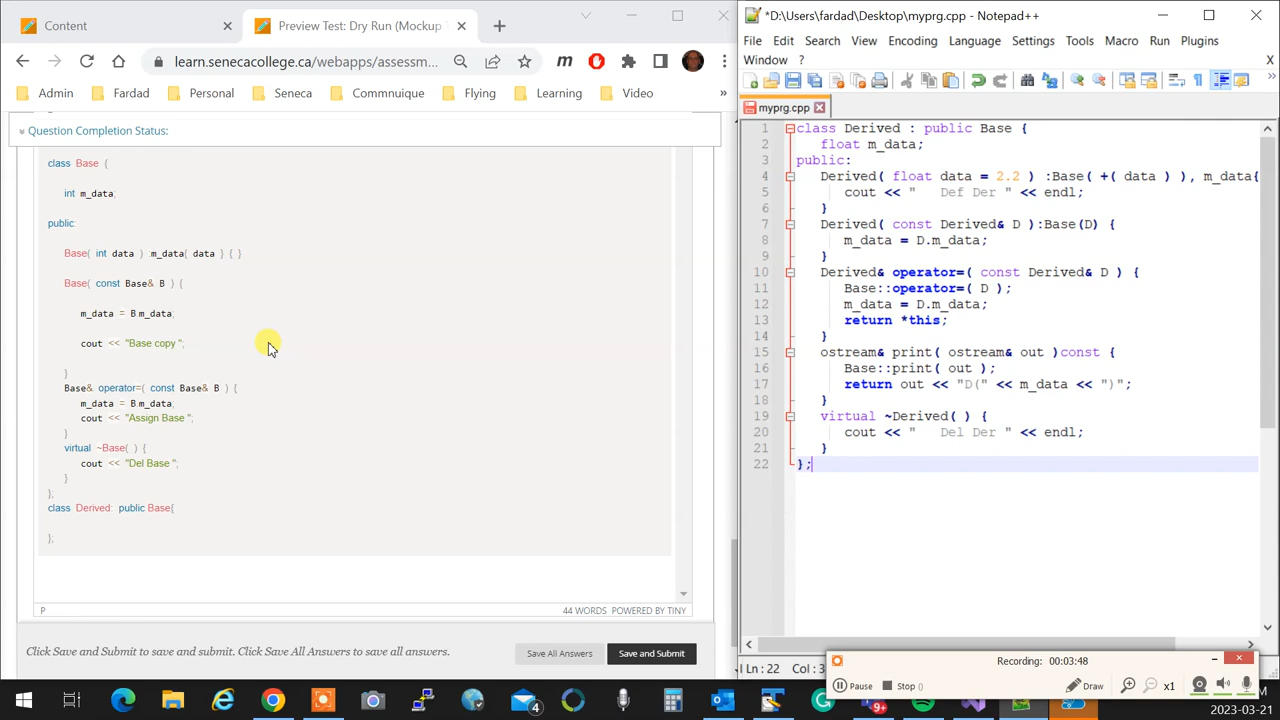 Content
Preview Test: Dry Run (Mockup
learn.senecacollege.ca/webapps/assessm...
Personal
Seneca
Commnuique
Flying
Learning
Video
»
Question Completion Status:
class Base {
int m_data;
public:
Base( int data ) :m_data( data } { }
Base( const Base& B ) {
m_data = B.m_data;
cout << "Base copy ";
}
Base& operator=( const Base& B ) {
m_data = B.m_data;
cout << "Assign Base ";
}
virtual ~Base( ) {
cout << "Del Base ";
}
};
class Derived: public Base{
};
P
44 WORDS POWERED BY TINY
Click Save and Submit to save and submit. Click Save All Answers to save all answers.
Save All Answers
Save and Submit
*D:\Users\fardad\Desktop\myprg.cpp - Notepad++
File Edit Search View Encoding Language Settings Tools Macro Run Plugins
Window ?
myprg.cpp
1 class Derived : public Base {
2 float m_data;
3 public:
4 Derived( float data = 2.2 ) :Base( +( data ) ), m_data{
5 cout << " Def Der " << endl;
6 }
7 Derived( const Derived& D ):Base(D) {
8 m_data = D.m_data;
9 }
10 Derived& operator=( const Derived& D ) {
11 Base::operator=( D );
12 m_data = D.m_data;
13 return *this;
14 }
15 ostream& print( ostream& out )const {
16 Base::print( out );
17 return out << "D(" << m_data << ")";
18 }
19 virtual ~Derived( ) {
20 cout << " Del Der " << endl;
21 }
22 };
Ln: 22 Col: 3
Recording: 00:03:48
Pause
Stop ()
Draw
x1
4
9+
M
2023-03-21